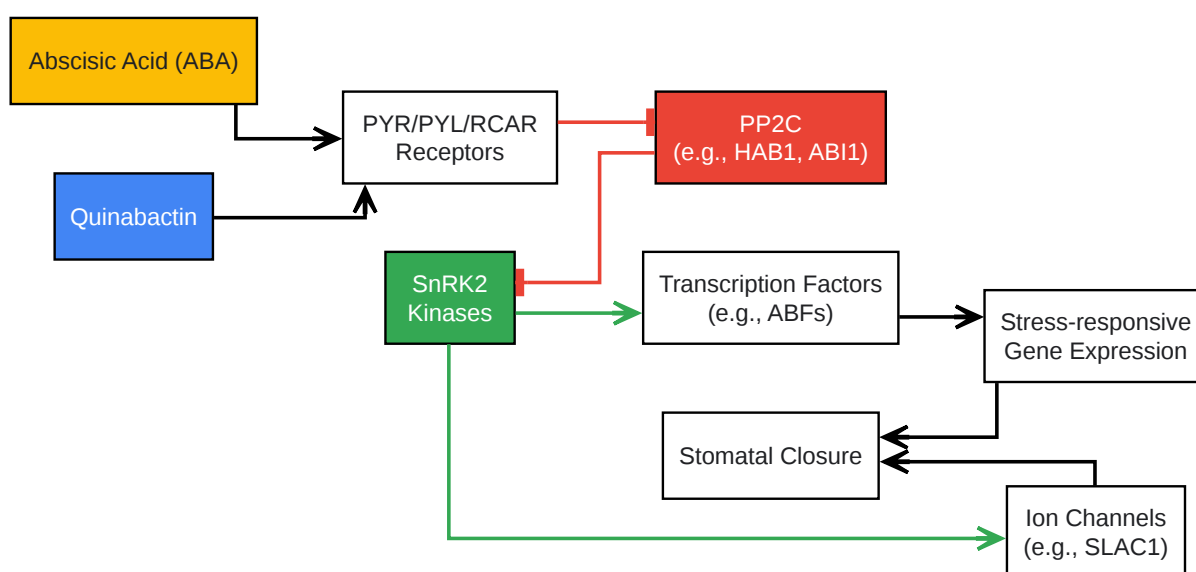 Abscisic Acid (ABA)
PYR/PYL/RCAR
Receptors
PP2C
(e.g., HAB1, ABI1)
Quinabactin
SnRK2
Kinases
Transcription Factors
(e.g., ABFs)
Stress-responsive
Gene Expression
Stomatal Closure
Ion Channels
(e.g., SLAC1)